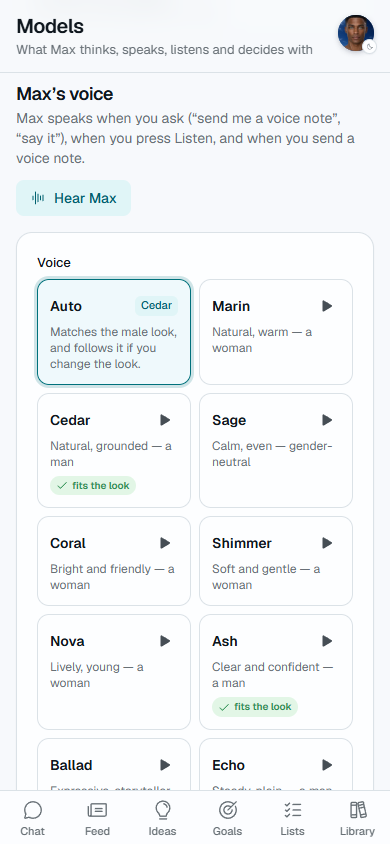 Models
What Max thinks, speaks, listens and decides with
Max's voice
Max speaks when you ask (“send me a voice note”,
“say it”), when you press Listen, and when you send a
voice note.
Hear Max
Voice
Auto
Cedar
Matches the male look,
and follows it if you
change the look.
Marin
Natural, warm — a
woman
Cedar
Natural, grounded — a
man
fits the look
Sage
Calm, even — gender-
neutral
Coral
Bright and friendly — a
woman
Shimmer
Soft and gentle — a
woman
Nova
Lively, young — a
woman
Ash
Clear and confident —
a man
fits the look
Ballad
Echo
Chat
Feed
Ideas
Goals
Lists
Library